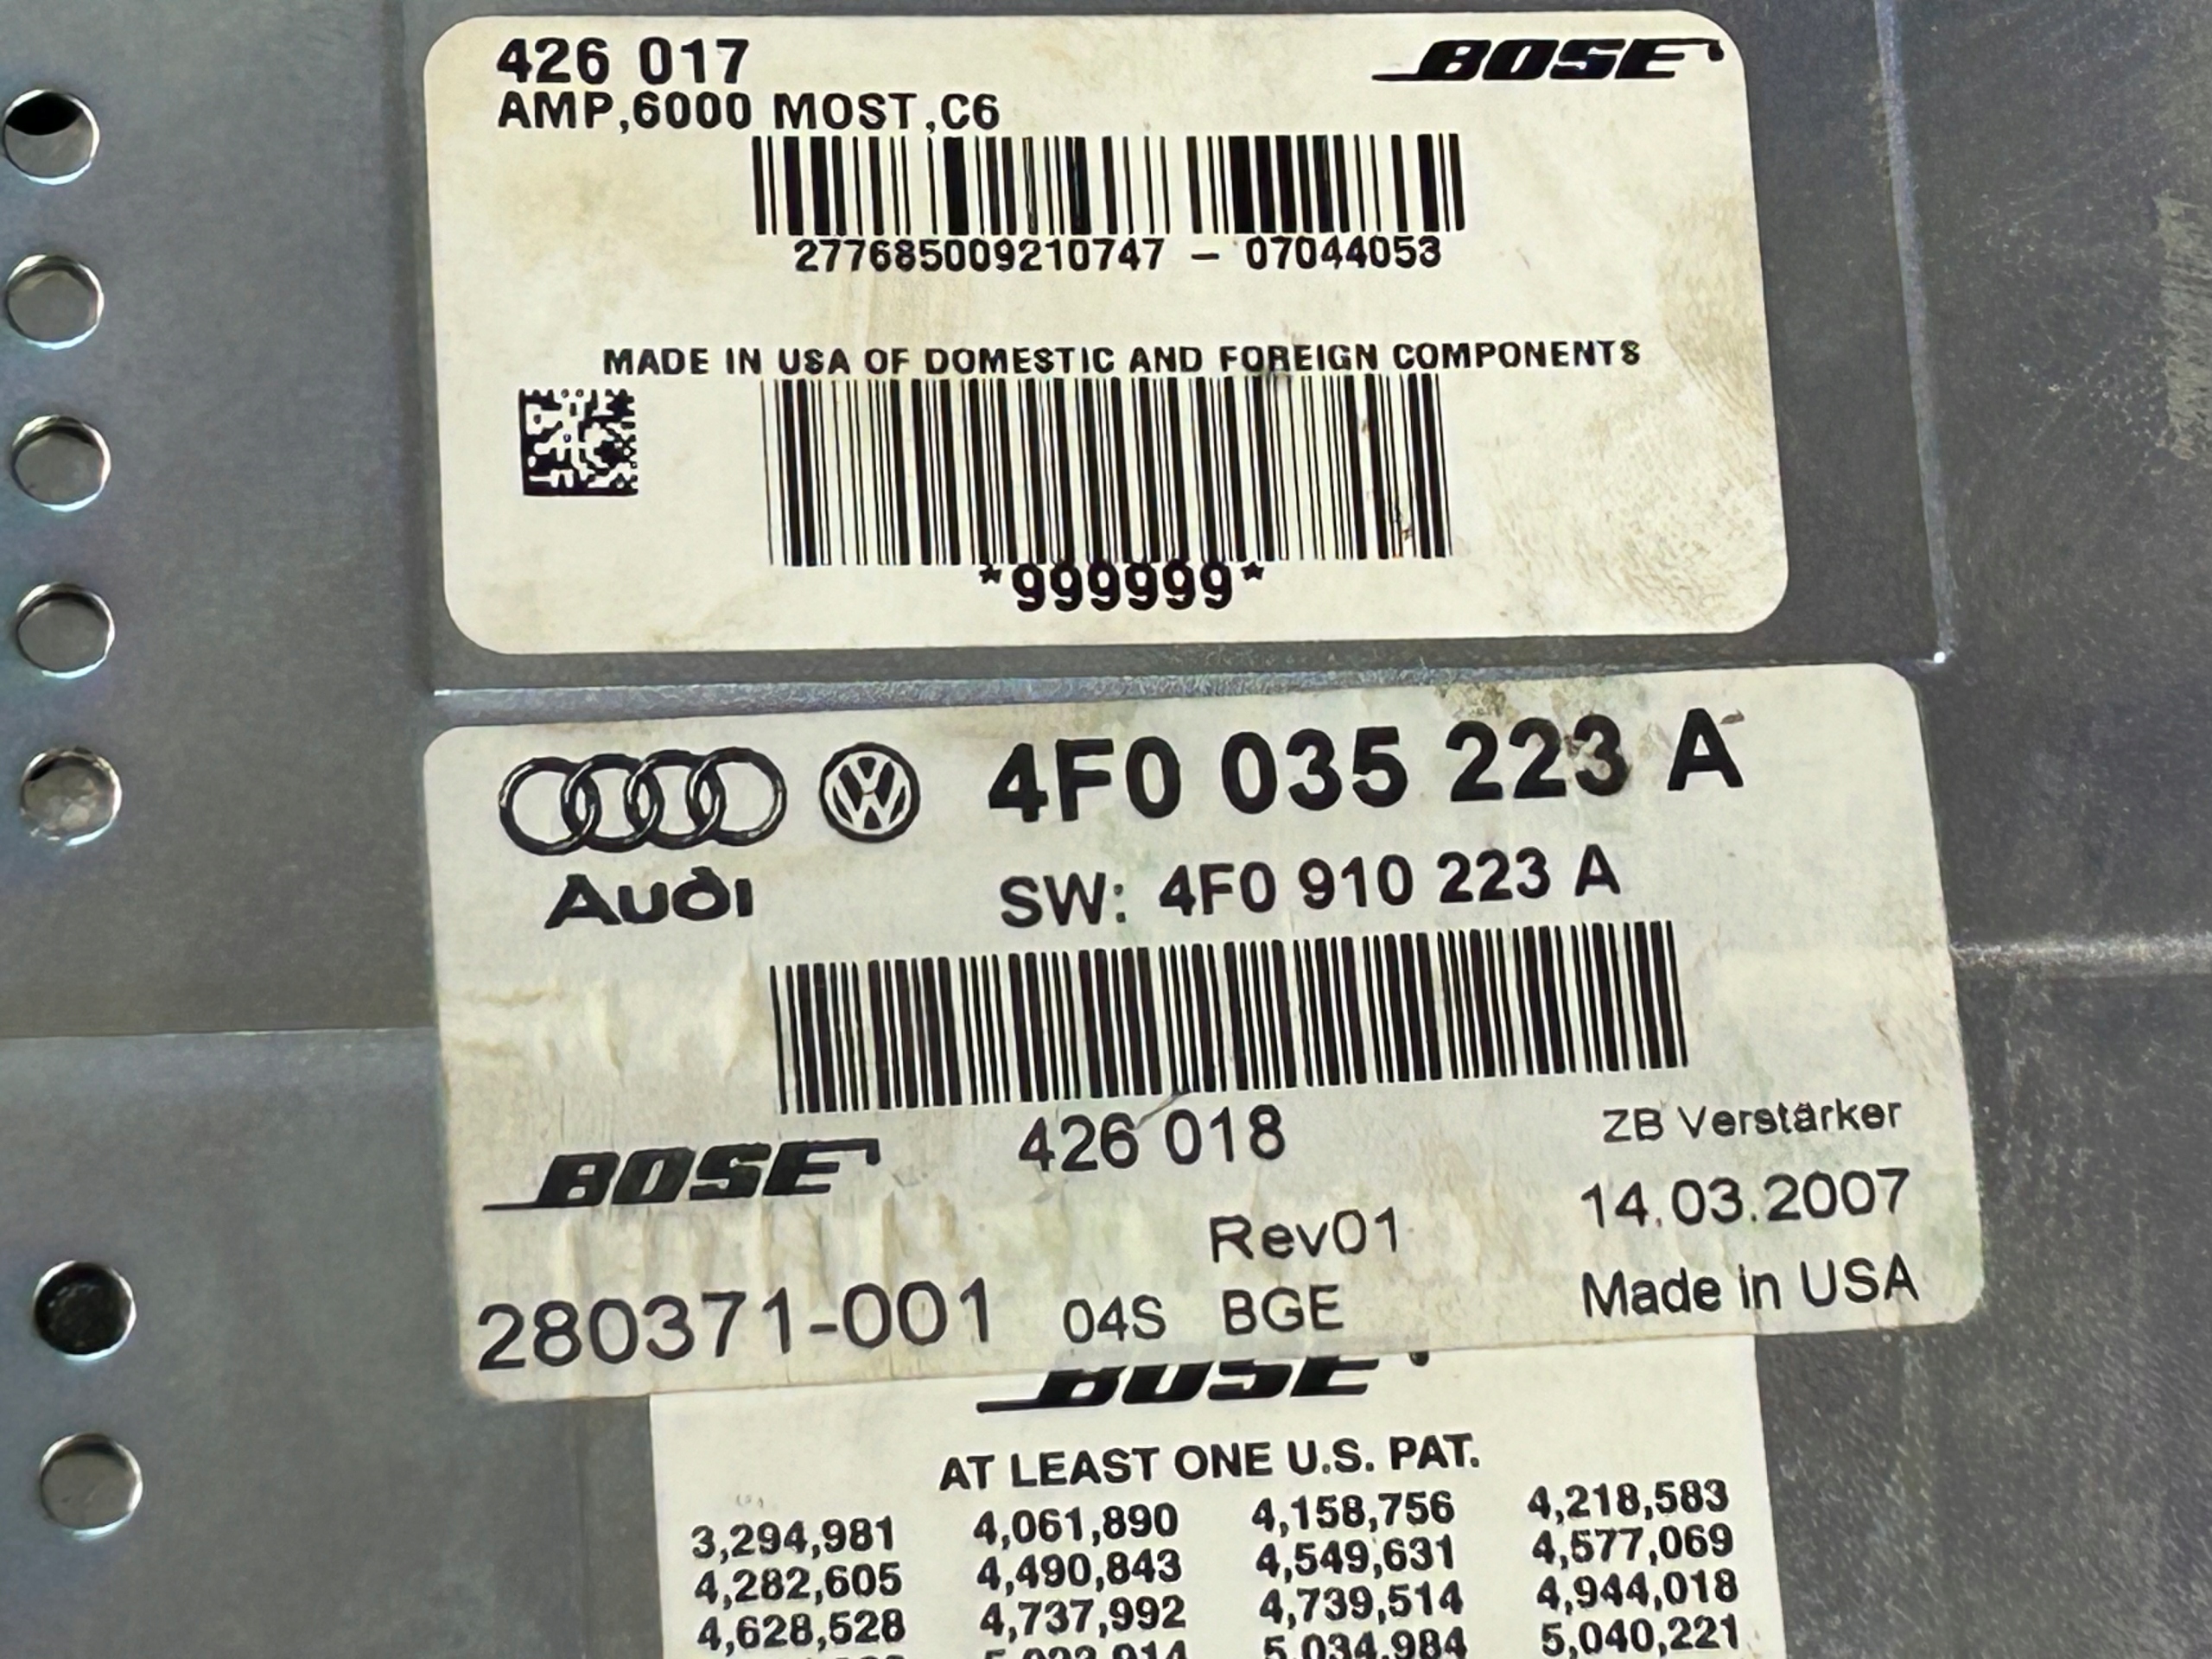 426 017
BOSE
AMP,6000 MOST,C6
277685009210747 – 07044053
MADE IN USA OF DOMESTIC AND FOREIGN COMPONENTS
*999999*
4F0 035 223 A
Audi
SW: 4F0 910 223 A
426 018
ZB Verstärker
BOSE
14.03.2007
Rev01
280371-001 04S BGE Made in USA
BOSE
AT LEAST ONE U.S. PAT.
3,294,981 4,061,890 4,158,756 4,218,583
4,282,605 4,490,843 4,549,631 4,577,069
4,628,528 4,737,992 4,739,514 4,944,018
5,034,984 5,040,221